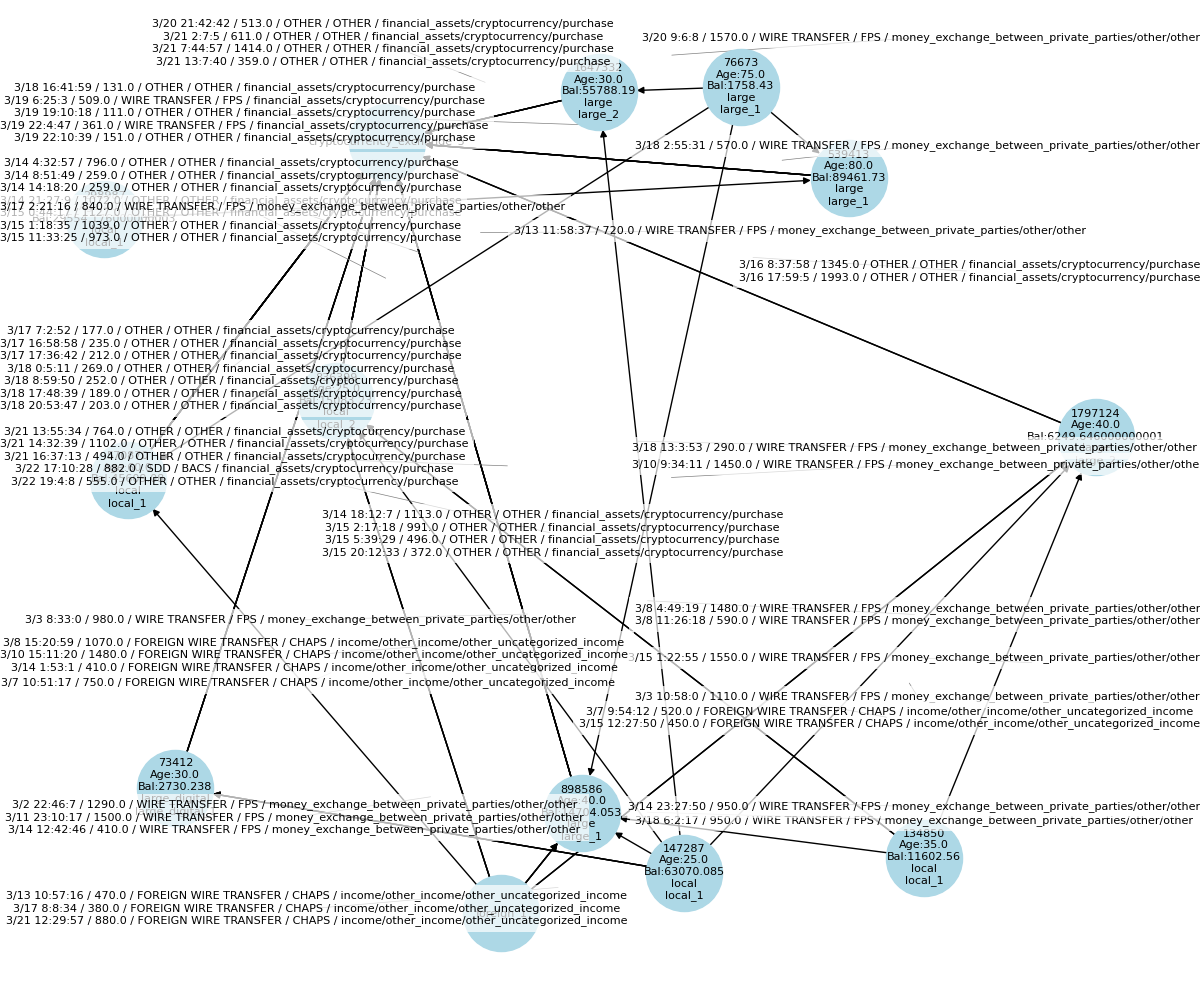 3/20 21:42:42 / 513.0 / OTHER / OTHER / financial_assets/cryptocurrency/purchase
3/21 2:7:5 / 611.0 / OTHER / OTHER / financial_assets/cryptocurrency/purchase
3/21 7:44:57 / 1414.0 / OTHER / OTHER / financial_assets/cryptocurrency/purchase
3/21 13:7:40 / 359.0 / OTHER / OTHER / financial_assets/cryptocurrency/purchase
3/20 9:6:8 / 1570.0 / WIRE TRANSFER / FPS / money_exchange_between_private_parties/other/other
Age:30.0
Bal:55788.19
large
large_2
76673
Age:75.0
Bal:1758.43
large
large_1
3/18 16:41:59 / 131.0 / OTHER / OTHER / financial_assets/cryptocurrency/purchase
3/19 6:25:3 / 509.0 / WIRE TRANSFER / FPS / financial_assets/cryptocurrency/purchase
3/19 19:10:18 / 111.0 / OTHER / OTHER / financial_assets/cryptocurrency/purchase
3/19 22:4:47 / 361.0 / WIRE TRANSFER / FPS / financial_assets/cryptocurrency/purchase
3/19 22:10:39 / 151.0 / OTHER / OTHER / financial_assets/cryptocurrency/purchase
3/18 2:55:31 / 570.0 / WIRE TRANSFER / FPS / money_exchange_between_private_parties/other/other
539413
Age:80.0
Bal:89461.73
large
large_1
3/14 4:32:57 / 796.0 / OTHER / OTHER / financial_assets/cryptocurrency/purchase
3/14 8:51:49 / 259.0 / OTHER / OTHER / financial_assets/cryptocurrency/purchase
3/14 14:18:20 / 259.0 / OTHER / OTHER / financial_assets/cryptocurrency/purchase
3/17 2:21:16 / 840.0 / WIRE TRANSFER / FPS / money_exchange_between_private_parties/other/other
3/15 1:18:35 / 1039.0 / OTHER / OTHER / financial_assets/cryptocurrency/purchase
3/15 11:33:25 / 973.0 / OTHER / OTHER / financial_assets/cryptocurrency/purchase
local_1
3/13 11:58:37 / 720.0 / WIRE TRANSFER / FPS / money_exchange_between_private_parties/other/other
3/16 8:37:58 / 1345.0 / OTHER / OTHER / financial_assets/cryptocurrency/purchase
3/16 17:59:5 / 1993.0 / OTHER / OTHER / financial_assets/cryptocurrency/purchase
3/17 7:2:52 / 177.0 / OTHER / OTHER / financial_assets/cryptocurrency/purchase
3/17 16:58:58 / 235.0 / OTHER / OTHER / financial_assets/cryptocurrency/purchase
3/17 17:36:42 / 212.0 / OTHER / OTHER / financial_assets/cryptocurrency/purchase
3/18 0:5:11 / 269.0 / OTHER / OTHER / financial_assets/cryptocurrency/purchase
3/18 8:59:50 / 252.0 / OTHER / OTHER / financial_assets/cryptocurrency/purchase
3/18 17:48:39 / 189.0 / OTHER / OTHER / financial_assets/cryptocurrency/purchase
3/18 20:53:47 / 203.0 / OTHER / OTHER / financial_assets/cryptocurrency/purchase
local
local_2
3/21 13:55:34 / 764.0 / OTHER / OTHER / financial_assets/cryptocurrency/purchase
3/21 14:32:39 / 1102.0 / OTHER / OTHER / financial_assets/cryptocurrency/purchase
3/21 16:37:13 / 494.0 / OTHER / OTHER / financial_assets/cryptocurrency/purchase
3/22 17:10:28 / 882.0 / SDD / BACS / financial_assets/cryptocurrency/purchase
3/22 19:4:8 / 555.0 / OTHER / OTHER / financial_assets/cryptocurrency/purchase
local
local_1
1797124
Age:40.0
Bal:6249.646000000001
3/18 13:3:53 / 290.0 / WIRE TRANSFER / FPS / money_exchange_between_private_parties/other/other
3/10 9:34:11 / 1450.0 / WIRE TRANSFER / FPS / money_exchange_between_private_parties/other/othe
3/14 18:12:7 / 1113.0 / OTHER / OTHER / financial_assets/cryptocurrency/purchase
3/15 2:17:18 / 991.0 / OTHER / OTHER / financial_assets/cryptocurrency/purchase
3/15 5:39:29 / 496.0 / OTHER / OTHER / financial_assets/cryptocurrency/purchase
3/15 20:12:33 / 372.0 / OTHER / OTHER / financial_assets/cryptocurrency/purchase
3/8 4:49:19 / 1480.0 / WIRE TRANSFER / FPS / money_exchange_between_private_parties/other/other
3/8 11:26:18 / 590.0 / WIRE TRANSFER / FPS / money_exchange_between_private_parties/other/other
3/3 8:33:0 / 980.0 / WIRE TRANSFER / FPS / money_exchange_between_private_parties/other/other
3/8 15:20:59 / 1070.0 / FOREIGN WIRE TRANSFER / CHAPS / income/other_income/other_uncategorized_income
3/10 15:11:20 / 1480.0 / FOREIGN WIRE TRANSFER / CHAPS / income/other_income/other_uncategorized_income
3/14 1:53:1 / 410.0 / FOREIGN WIRE TRANSFER / CHAPS / income/other_income/other_uncategorized_income
3/15 1:22:55 / 1550.0 / WIRE TRANSFER / FPS / money_exchange_between_private_parties/other/other
3/7 10:51:17 / 750.0 / FOREIGN WIRE TRANSFER / CHAPS / income/other_income/other_uncategorized_income
3/3 10:58:0 / 1110.0 / WIRE TRANSFER / FPS / money_exchange_between_private_parties/other/other
3/7 9:54:12 / 520.0 / FOREIGN WIRE TRANSFER / CHAPS / income/other_income/other_uncategorized_income
3/15 12:27:50 / 450.0 / FOREIGN WIRE TRANSFER / CHAPS / income/other_income/other_uncategorized_income
73412
Age:30.0
Bal:2730.238
large_digital
3/2 22:46:7 / 1290.0 / WIRE TRANSFER / FPS / money_exchange_between_private_parties/other/other
3/11 23:10:17 / 1500.0 / WIRE TRANSFER / FPS / money_exchange_between_private_parties/other/other
3/14 12:42:46 / 410.0 / WIRE TRANSFER / FPS / money_exchange_between_private_parties/other/other
898586
large
large_1
3/14 23:27:50 / 950.0 / WIRE TRANSFER / FPS / money_exchange_between_private_parties/other/other
3/18 6:2:17 / 950.0 / WIRE TRANSFER / FPS / money_exchange_between_private_parties/other/other
147287
Age:25.0
Bal:63070.085
local
local_1
134850
Age:35.0
Bal:11602.56
local
local_1
3/13 10:57:16 / 470.0 / FOREIGN WIRE TRANSFER / CHAPS / income/other_income/other_uncategorized_income
3/17 8:8:34 / 380.0 / FOREIGN WIRE TRANSFER / CHAPS / income/other_income/other_uncategorized_income
3/21 12:29:57 / 880.0 / FOREIGN WIRE TRANSFER / CHAPS / income/other_income/other_uncategorized_income